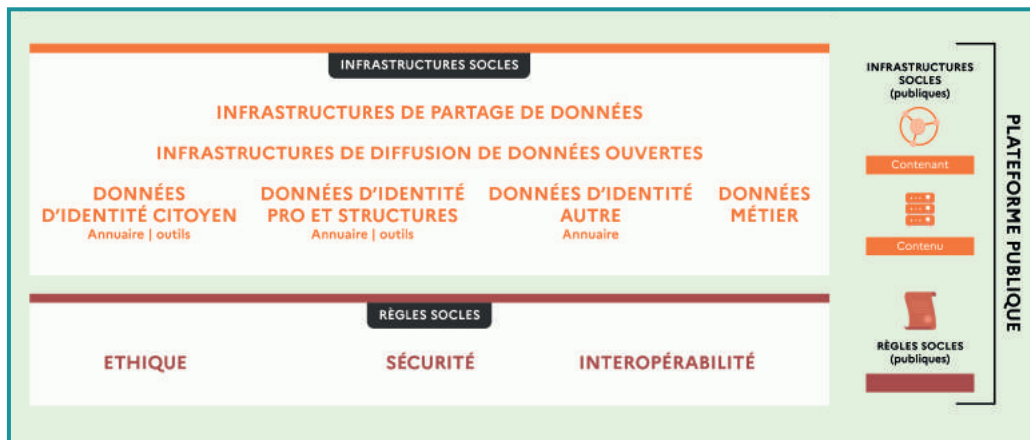 INFRASTRUCTURES SOCLES
INFRASTRUCTURES DE PARTAGE DE DONNÉES
INFRASTRUCTURES DE DIFFUSION DE DONNÉES OUVERTES
DONNÉES
D'IDENTITÉ CITOYEN
Annuaire | outils
DONNÉES D'IDENTITÉ
PRO ET STRUCTURES
Annuaire | outils
DONNÉES D'IDENTITÉ
AUTRE
Annuaire
DONNÉES
MÉTIER
RÈGLES SOCLES
ETHIQUE
SÉCURITÉ
INTEROPÉRABILITÉ
INFRASTRUCTURES
SOCLES
(publiques)
Contenant
Contenu
RÈGLES SOCLES
(publiques)
PLATEFORME PUBLIQUE